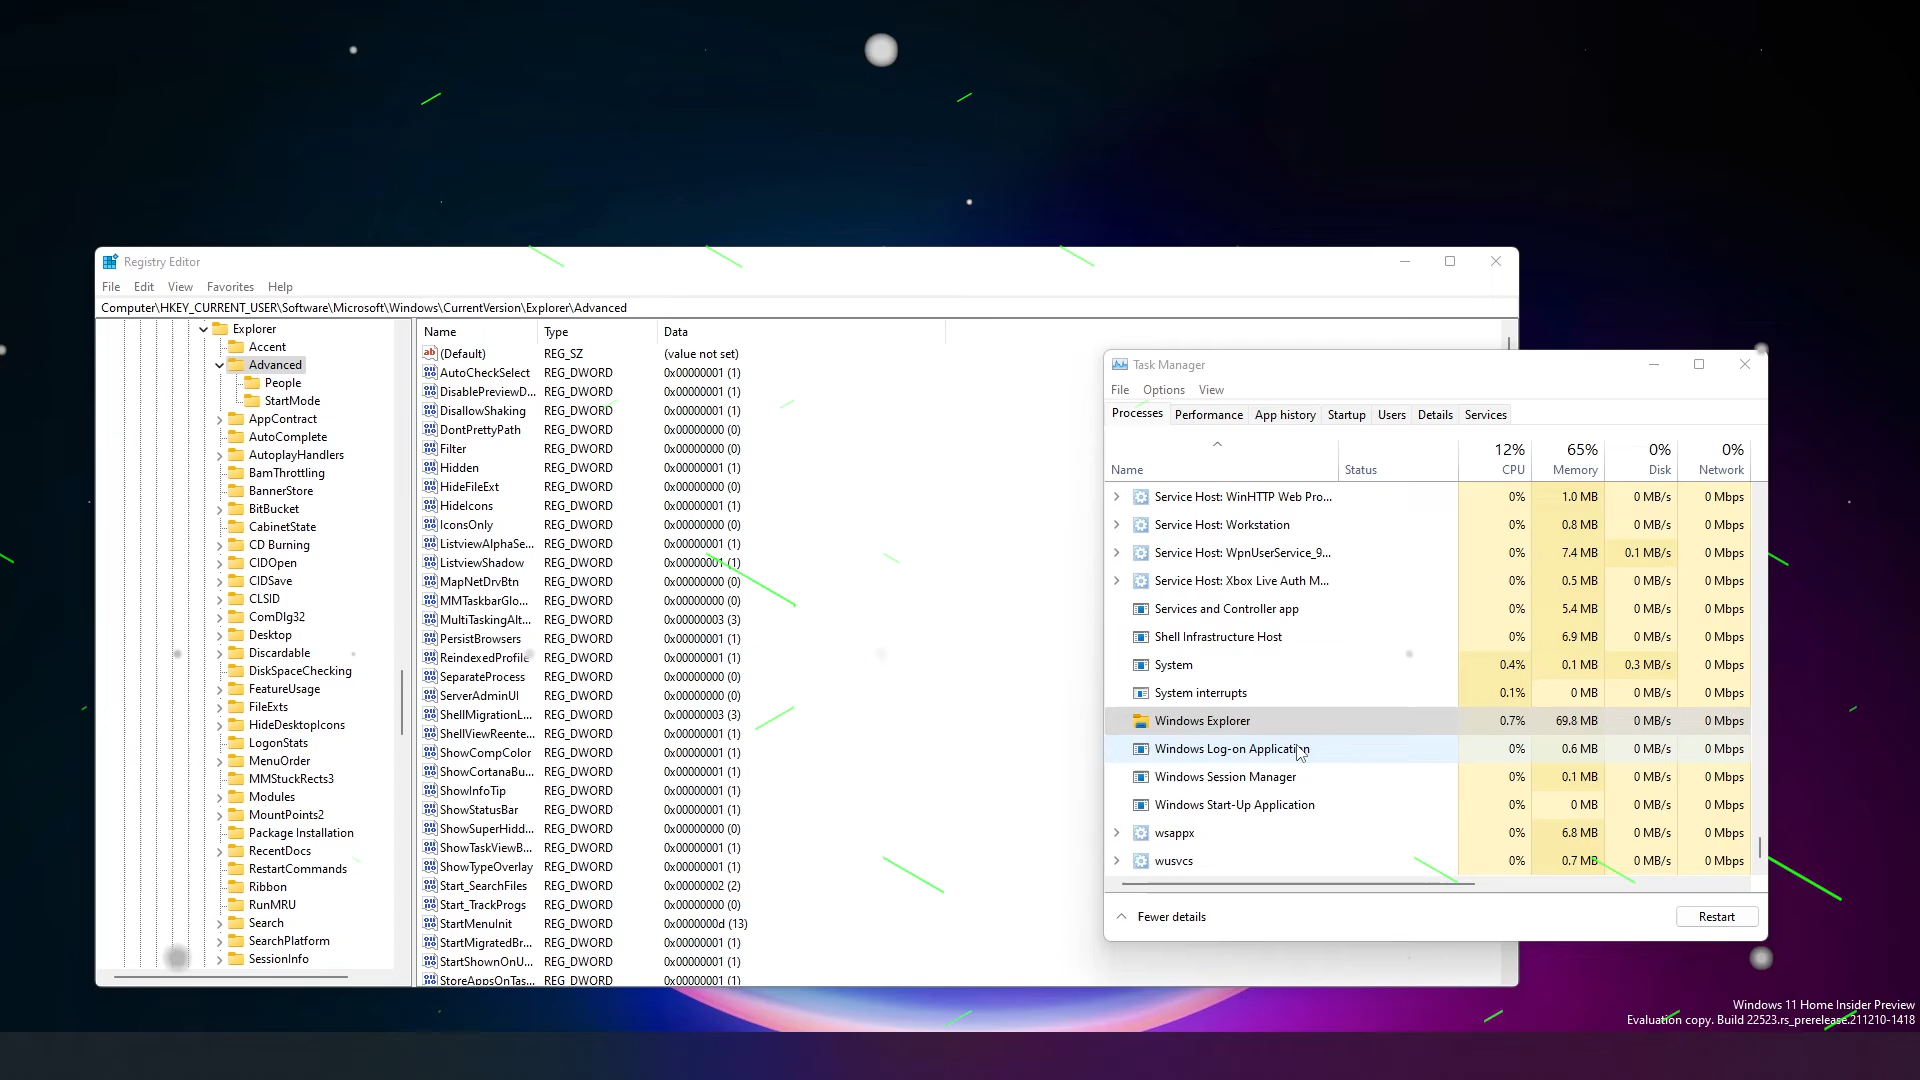 Registry Editor
File Edit View Favorites Help
Computer\HKEY_CURRENT_USER\Software\Microsoft\Windows\CurrentVersion\Explorer\Advanced
Explorer
Accent
Advanced
People
StartMode
AppContract
AutoComplete
AutoplayHandlers
BamThrottling
BannerStore
BitBucket
CabinetState
CD Burning
CIDOpen
CIDSave
CLSID
ComDlg32
Desktop
Discardable
DiskSpaceChecking
FeatureUsage
FileExts
HideDesktopIcons
LogonStats
MenuOrder
MMStuckRects3
Modules
MountPoints2
Package Installation
RecentDocs
RestartCommands
Ribbon
RunMRU
Search
SearchPlatform
SessionInfo
Name Type Data
(Default) REG_SZ (value not set)
AutoCheckSelect REG_DWORD 0x00000001 (1)
DisablePreviewD... REG_DWORD 0x00000001 (1)
DisallowShaking REG_DWORD 0x00000001 (1)
DontPrettyPath REG_DWORD 0x00000000 (0)
Filter REG_DWORD 0x00000000 (0)
Hidden REG_DWORD 0x00000001 (1)
HideFileExt REG_DWORD 0x00000000 (0)
HideIcons REG_DWORD 0x00000001 (1)
IconsOnly REG_DWORD 0x00000000 (0)
ListviewAlphaSe... REG_DWORD 0x00000001 (1)
ListviewShadow REG_DWORD 0x00000001 (1)
MapNetDrvBtn REG_DWORD 0x00000000 (0)
MMTaskbarGlo... REG_DWORD 0x00000000 (0)
MultiTaskingAlt... REG_DWORD 0x00000003 (3)
PersistBrowsers REG_DWORD 0x00000001 (1)
ReindexedProfile REG_DWORD 0x00000001 (1)
SeparateProcess REG_DWORD 0x00000000 (0)
ServerAdminUI REG_DWORD 0x00000000 (0)
ShellMigrationL... REG_DWORD 0x00000003 (3)
ShellViewReente... REG_DWORD 0x00000001 (1)
ShowCompColor REG_DWORD 0x00000001 (1)
ShowCortanaBu... REG_DWORD 0x00000001 (1)
ShowInfoTip REG_DWORD 0x00000001 (1)
ShowStatusBar REG_DWORD 0x00000001 (1)
ShowSuperHidd... REG_DWORD 0x00000000 (0)
ShowTaskViewB... REG_DWORD 0x00000001 (1)
ShowTypeOverlay REG_DWORD 0x00000001 (1)
Start_SearchFiles REG_DWORD 0x00000002 (2)
Start_TrackProgs REG_DWORD 0x00000000 (0)
StartMenuInit REG_DWORD 0x0000000d (13)
StartMigratedBr... REG_DWORD 0x00000001 (1)
StartShownOnU... REG_DWORD 0x00000001 (1)
StoreAppsOnTas... REG_DWORD 0x00000001 (1)
Task Manager
File Options View
Processes Performance App history Startup Users Details Services
12% 65% 0% 0%
Name Status CPU Memory Disk Network
Service Host: WinHTTP Web Pro... 0% 1.0 MB 0 MB/s 0 Mbps
Service Host: Workstation 0% 0.8 MB 0 MB/s 0 Mbps
Service Host: WpnUserService_9... 0% 7.4 MB 0.1 MB/s 0 Mbps
Service Host: Xbox Live Auth M... 0% 0.5 MB 0 MB/s 0 Mbps
Services and Controller app 0% 5.4 MB 0 MB/s 0 Mbps
Shell Infrastructure Host 0% 6.9 MB 0 MB/s 0 Mbps
System 0.4% 0.1 MB 0.3 MB/s 0 Mbps
System interrupts 0.1% 0 MB 0 MB/s 0 Mbps
Windows Explorer 0.7% 69.8 MB 0 MB/s 0 Mbps
Windows Log-on Application 0% 0.6 MB 0 MB/s 0 Mbps
Windows Session Manager 0% 0.1 MB 0 MB/s 0 Mbps
Windows Start-Up Application 0% 0 MB 0 MB/s 0 Mbps
wsappx 0% 6.8 MB 0 MB/s 0 Mbps
wusvcs 0% 0.7 MB 0 MB/s 0 Mbps
Fewer details Restart
Windows 11 Home Insider Preview
Evaluation copy. Build 22523.rs_prerelease.211210-1418